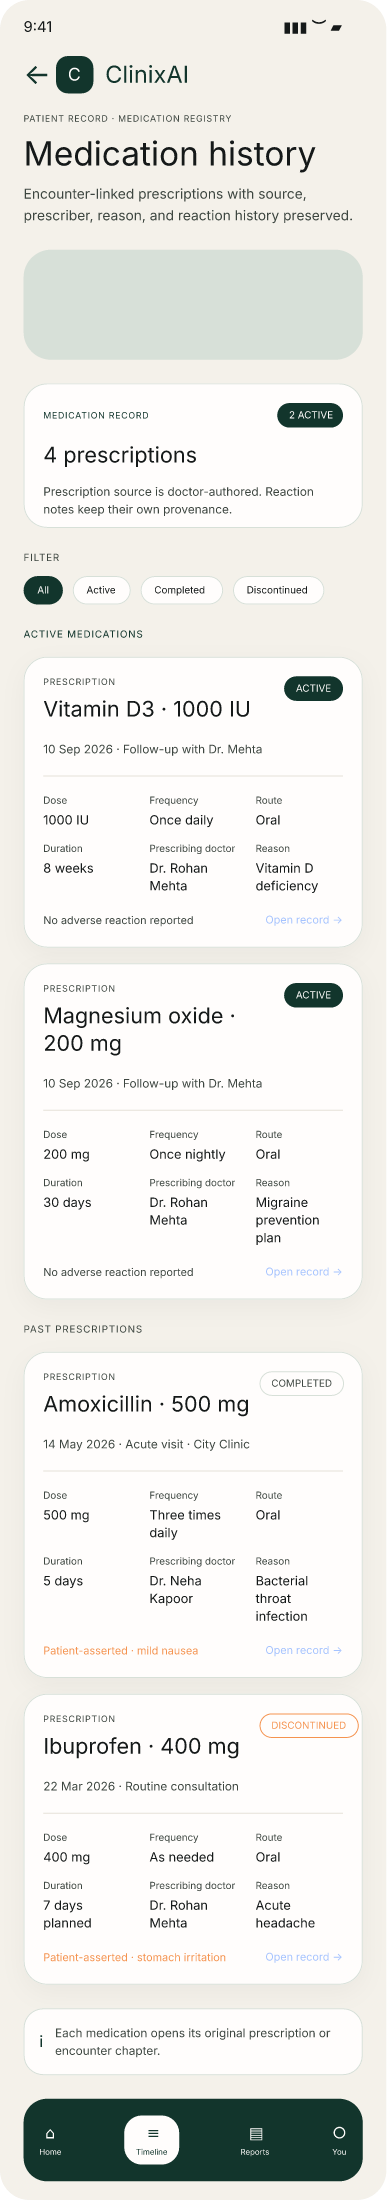 9:41
C ClinixAI
PATIENT RECORD · MEDICATION REGISTRY
Medication history
Encounter-linked prescriptions with source,
prescriber, reason, and reaction history preserved.
MEDICATION RECORD
2 ACTIVE
4 prescriptions
Prescription source is doctor-authored. Reaction
notes keep their own provenance.
FILTER
All Active Completed Discontinued
ACTIVE MEDICATIONS
PRESCRIPTION
ACTIVE
Vitamin D3 · 1000 IU
10 Sep 2026 · Follow-up with Dr. Mehta
Dose Frequency Route
1000 IU Once daily Oral
Duration Prescribing doctor Reason
8 weeks Dr. Rohan Vitamin D
Mehta deficiency
No adverse reaction reported Open record →
PRESCRIPTION
ACTIVE
Magnesium oxide ·
200 mg
10 Sep 2026 · Follow-up with Dr. Mehta
Dose Frequency Route
200 mg Once nightly Oral
Duration Prescribing doctor Reason
30 days Dr. Rohan Migraine
Mehta prevention
plan
No adverse reaction reported Open record →
PAST PRESCRIPTIONS
PRESCRIPTION
COMPLETED
Amoxicillin · 500 mg
14 May 2026 · Acute visit · City Clinic
Dose Frequency Route
500 mg Three times Oral
daily
Duration Prescribing doctor Reason
5 days Dr. Neha Bacterial
Kapoor throat
infection
Patient-asserted · mild nausea Open record →
PRESCRIPTION
DISCONTINUED
Ibuprofen · 400 mg
22 Mar 2026 · Routine consultation
Dose Frequency Route
400 mg As needed Oral
Duration Prescribing doctor Reason
7 days Dr. Rohan Acute
planned Mehta headache
Patient-asserted · stomach irritation Open record →
i Each medication opens its original prescription or
encounter chapter.
Home Timeline Reports You